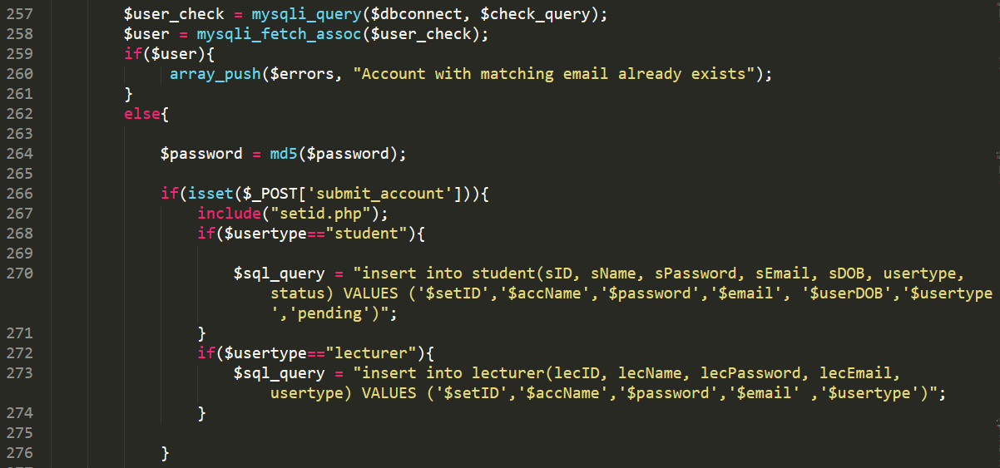 257 $user_check = mysqli_query($dbconnect, $check_query);
258 $user = mysqli_fetch_assoc($user_check);
259 if($user){
260 array_push($errors, "Account with matching email already exists");
261 }
262 else{
263
264 $password = md5($password);
265
266 if(isset($_POST['submit_account'])){
267 include("setid.php");
268 if($usertype=="student"){
269
270 $sql_query = "insert into student(sID, sName, sPassword, sEmail, sDOB, usertype,
status) VALUES ('$setID','$accName','$password','$email', '$userDOB','$usertype
','pending')";
271 }
272 if($usertype=="lecturer"){
273 $sql_query = "insert into lecturer(lecID, lecName, lecPassword, lecEmail,
usertype) VALUES ('$setID','$accName','$password','$email' ,'$usertype')";
274 }
275
276 }